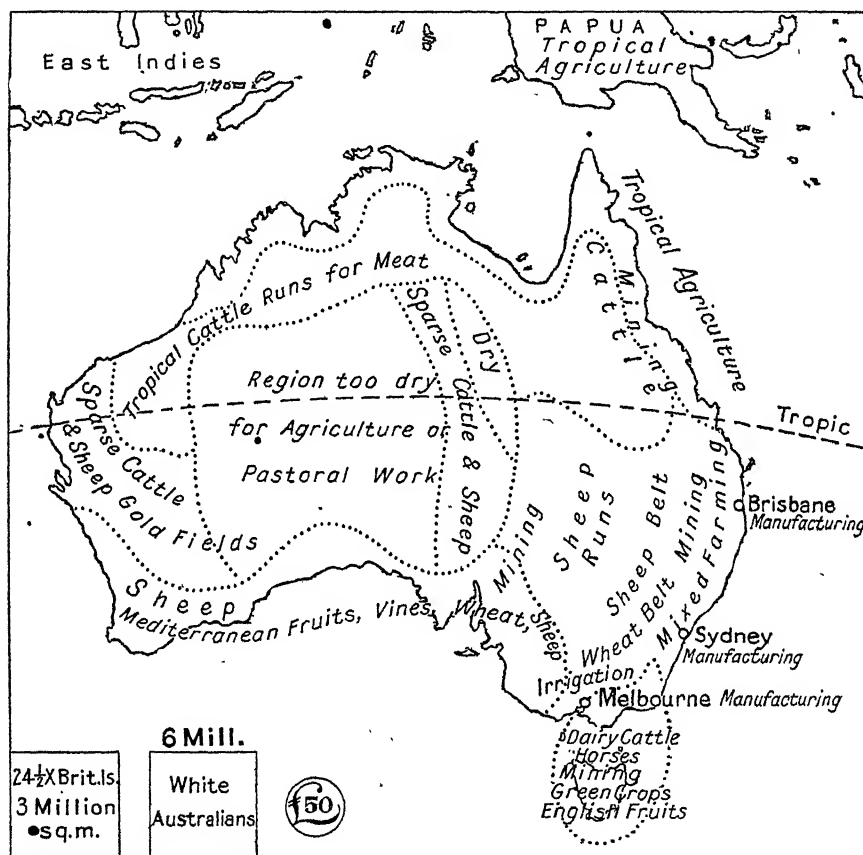 PAPUA
Tropical
Agriculture
East Indies
Tropical Agriculture
Tropical Cattle Runs for Meat
Mining
Cattle
Sparse Cattle & Sheep
Dry
Region too dry
for Agriculture or
Pastoral Work
Tropic
Sparse Cattle
& Sheep Gold Fields
Mining
Sheep
Runs
Sheep Belt
Wheat Belt Mining
Mixed Farming
Brisbane
Manufacturing
Sheep
Mediterranean Fruits, Vines, Wheat, Sheep
Sydney
Manufacturing
Irrigation
Melbourne Manufacturing
Dairy Cattle
Horses
Mining
Green Crops
English Fruits
6 Mill.
24½XBrit.Is.
3 Million
sq.m.
White
Australians
£50